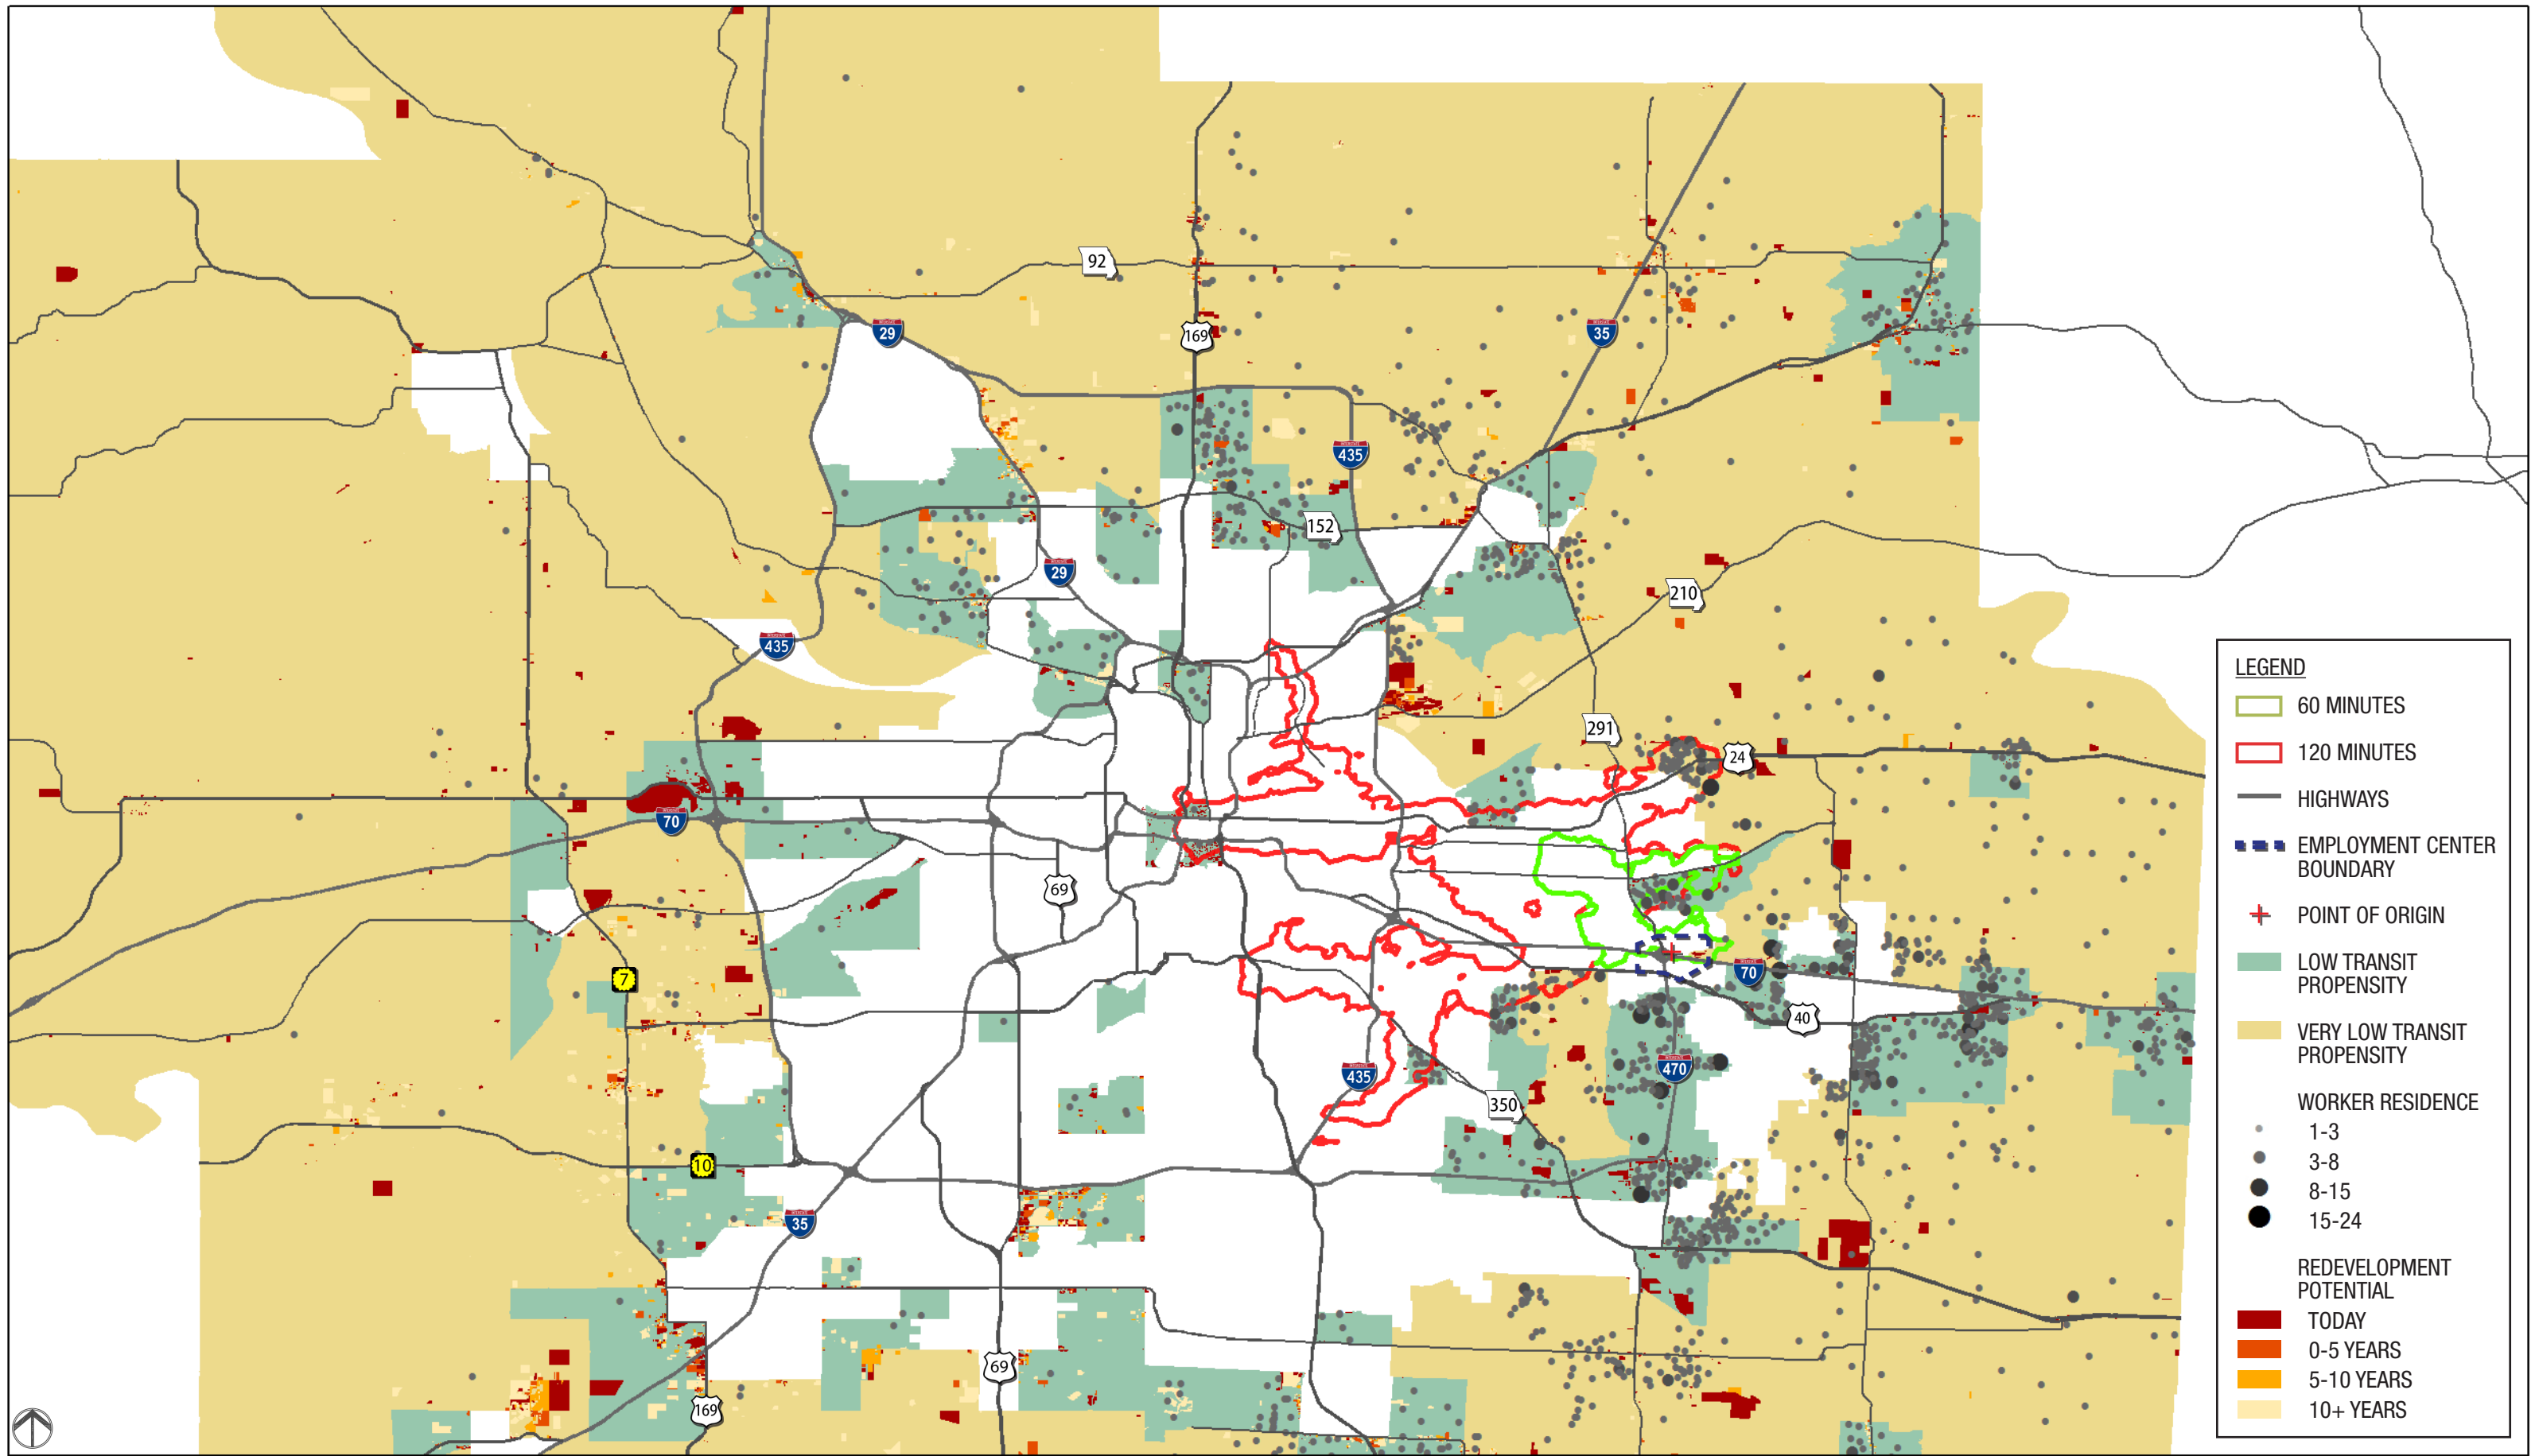 92
29
169
35
435
152
29
210
435
291
24
70
69
7
70
40
435
470
350
10
35
69
169
LEGEND
60 MINUTES
120 MINUTES
HIGHWAYS
EMPLOYMENT CENTER
BOUNDARY
POINT OF ORIGIN
LOW TRANSIT
PROPENSITY
VERY LOW TRANSIT
PROPENSITY
WORKER RESIDENCE
1-3
3-8
8-15
15-24
REDEVELOPMENT
POTENTIAL
TODAY
0-5 YEARS
5-10 YEARS
10+ YEARS